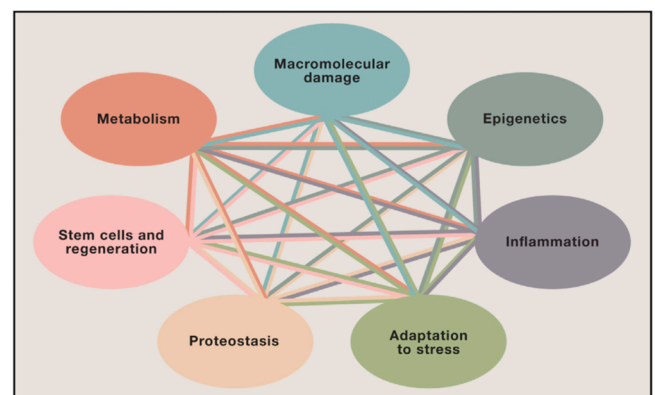 Macromolecular
damage
Metabolism
Epigenetics
Stem cells and
regeneration
Inflammation
Proteostasis
Adaptation
to stress